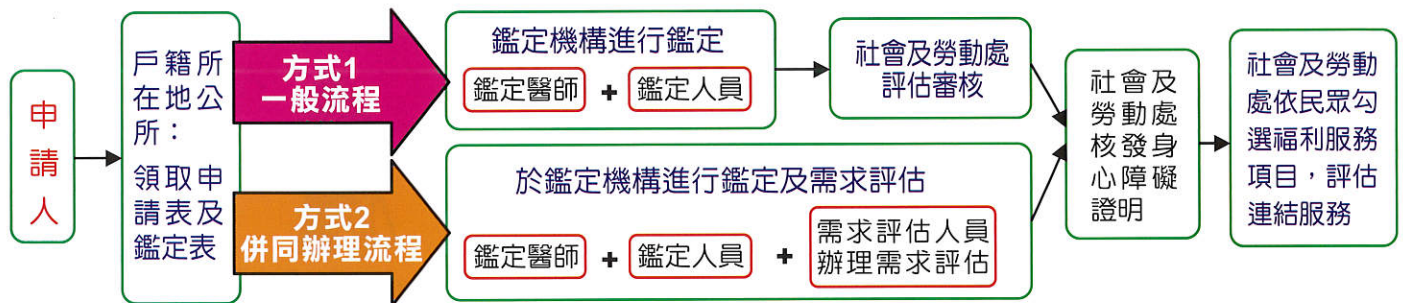 申
請
人
戶籍所
在地公
所：
領取申
請表及
鑑定表
方式1
一般流程
鑑定機構進行鑑定
鑑定醫師 + 鑑定人員
社會及勞動處
評估審核
方式2
併同辦理流程
於鑑定機構進行鑑定及需求評估
鑑定醫師 + 鑑定人員 + 需求評估人員
辦理需求評估
社會及
勞動處
核發身
心障礙
證明
社會及勞動
處依民眾勾
選福利服務
項目，評估
連結服務